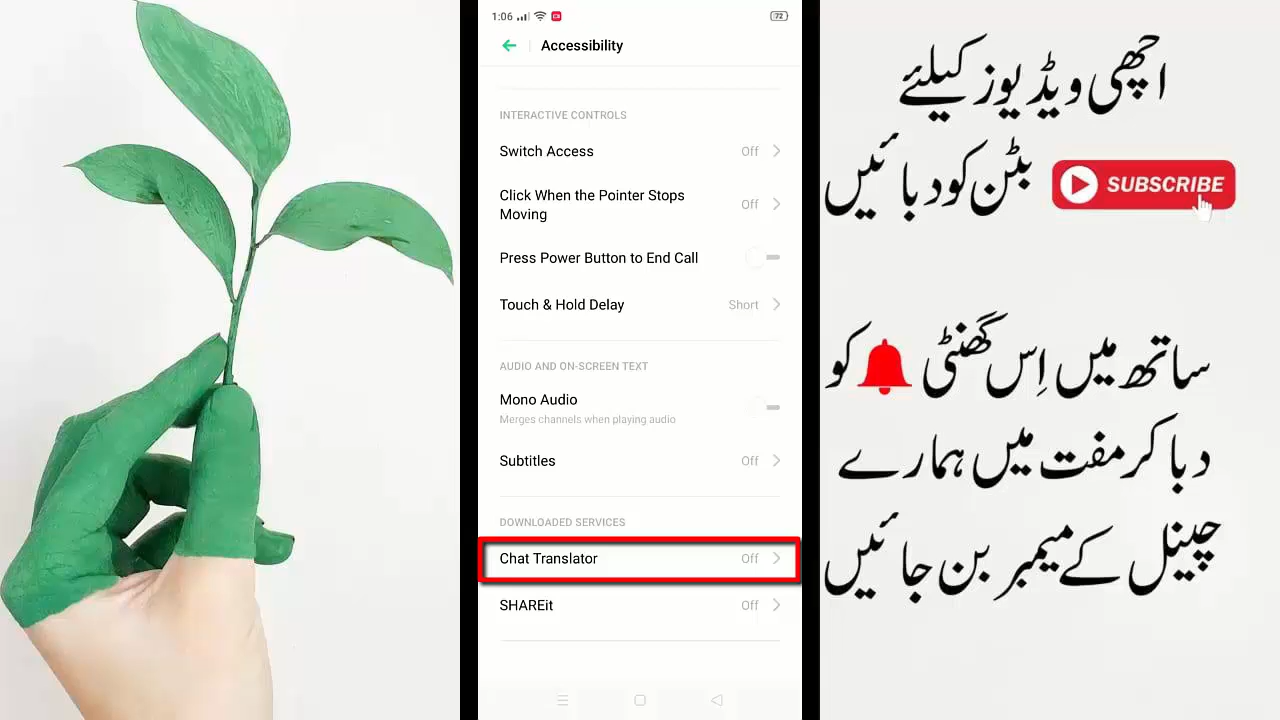 1:06
72
Accessibility
INTERACTIVE CONTROLS
Switch Access Off
Click When the Pointer Stops
Moving Off
Press Power Button to End Call
Touch & Hold Delay Short
AUDIO AND ON-SCREEN TEXT
Mono Audio
Merges channels when playing audio
Subtitles Off
DOWNLOADED SERVICES
Chat Translator Off
SHAREit Off
اچھی ویڈیوز کیلئے
SUBSCRIBE بٹن کو دبائیں
ساتھ میں اِس گھنٹی کو
دبا کر مفت میں ہمارے
چینل کے میمبر بن جائیں